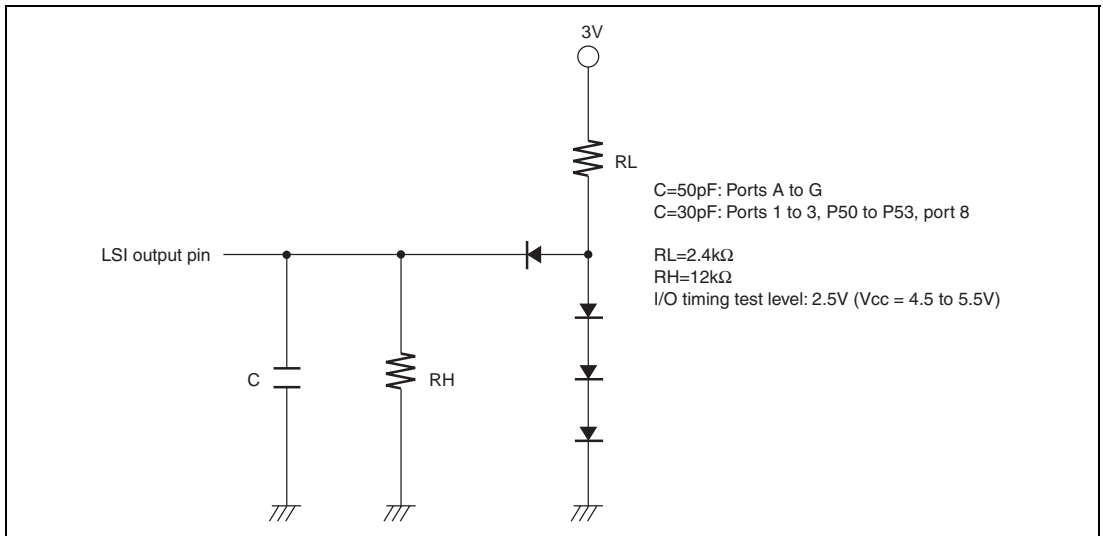 3V
RL
C=50pF: Ports A to G
C=30pF: Ports 1 to 3, P50 to P53, port 8
LSI output pin
RL=2.4kΩ
RH=12kΩ
I/O timing test level: 2.5V (Vcc = 4.5 to 5.5V)
C
RH